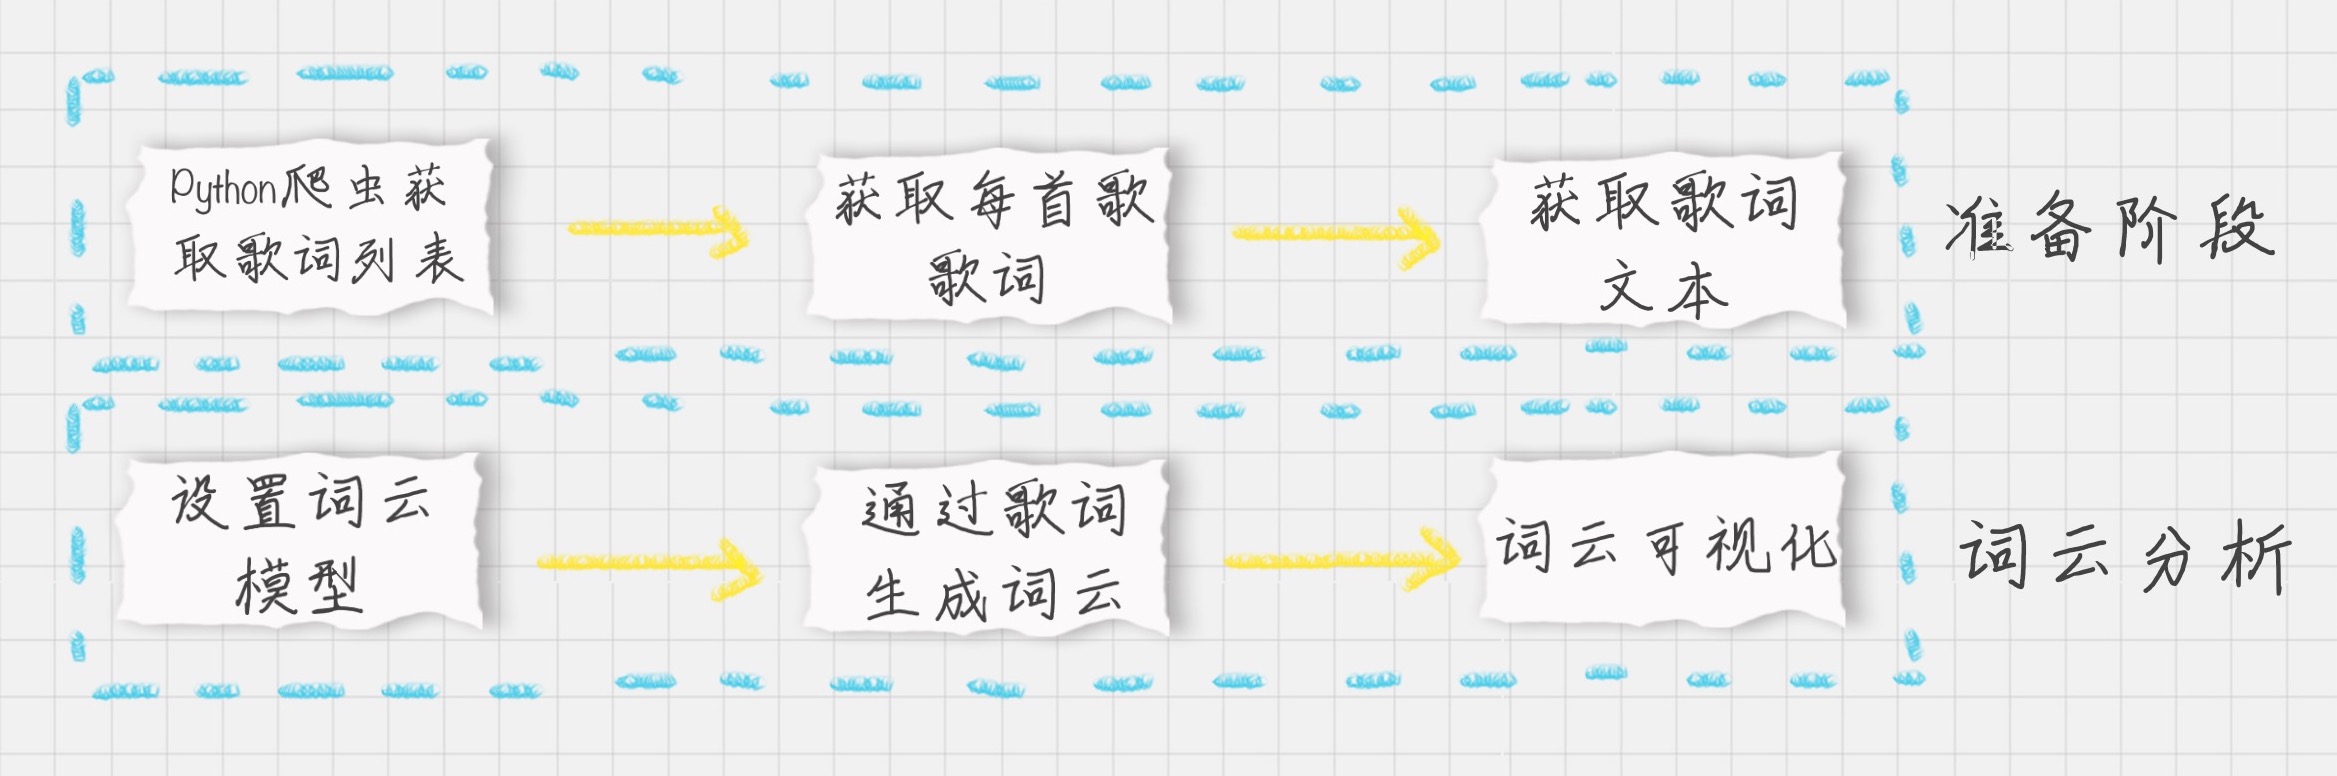 Python爬虫获
取歌词列表
获取每首歌
歌词
获取歌词
文本
准备阶段
设置词云
模型
通过歌词
生成词云
词云可视化
词云分析